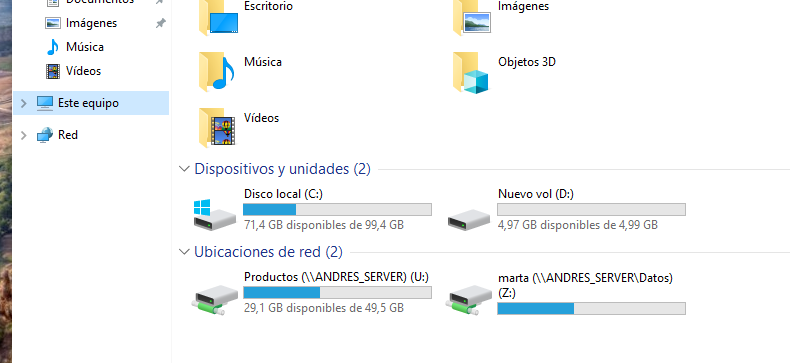 Documentos
Imágenes
Música
Vídeos
Este equipo
Red
Escritorio
Imágenes
Música
Objetos 3D
Vídeos
Dispositivos y unidades (2)
Disco local (C:)
71,4 GB disponibles de 99,4 GB
Nuevo vol (D:)
4,97 GB disponibles de 4,99 GB
Ubicaciones de red (2)
Productos (\\ANDRES_SERVER) (U:)
29,1 GB disponibles de 49,5 GB
marta (\\ANDRES_SERVER\Datos)
(Z:)